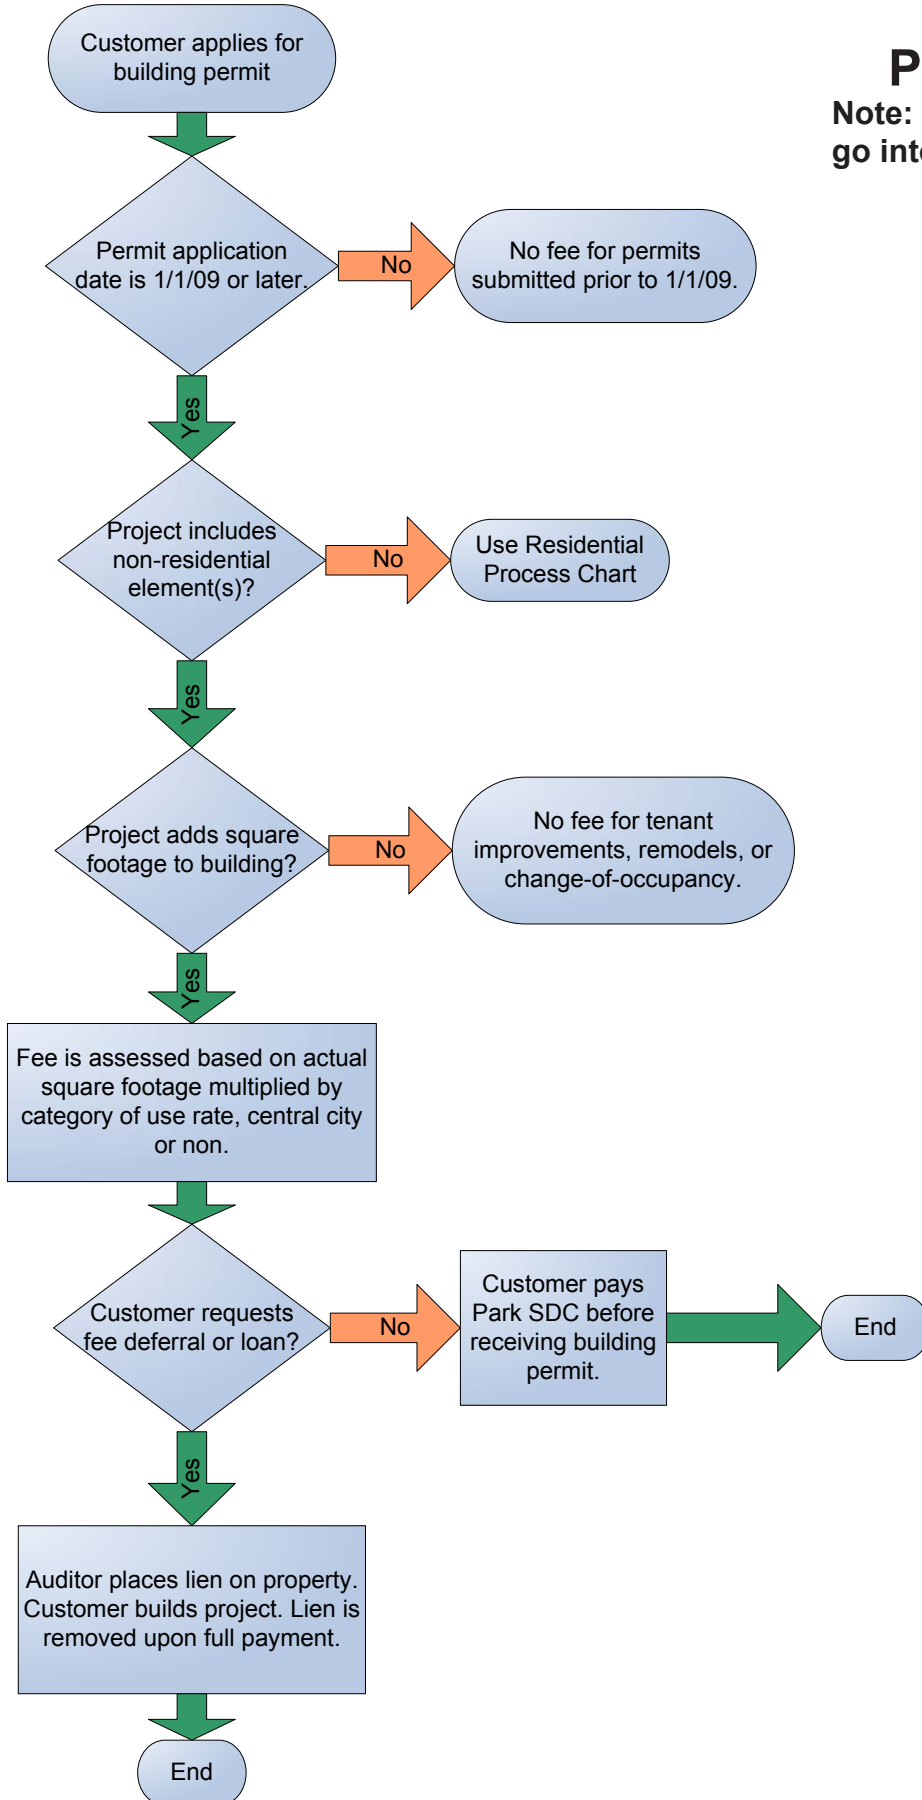 Customer applies for
building permit
P
Note:
go inte
Permit application
date is 1/1/09 or later.
No
No fee for permits
submitted prior to 1/1/09.
Yes
Project includes
non-residential
element(s)?
No
Use Residential
Process Chart
Yes
Project adds square
footage to building?
No
No fee for tenant
improvements, remodels, or
change-of-occupancy.
Yes
Fee is assessed based on actual
square footage multiplied by
category of use rate, central city
or non.
Customer requests
fee deferral or loan?
No
Customer pays
Park SDC before
receiving building
permit.
End
Yes
Auditor places lien on property.
Customer builds project. Lien is
removed upon full payment.
End